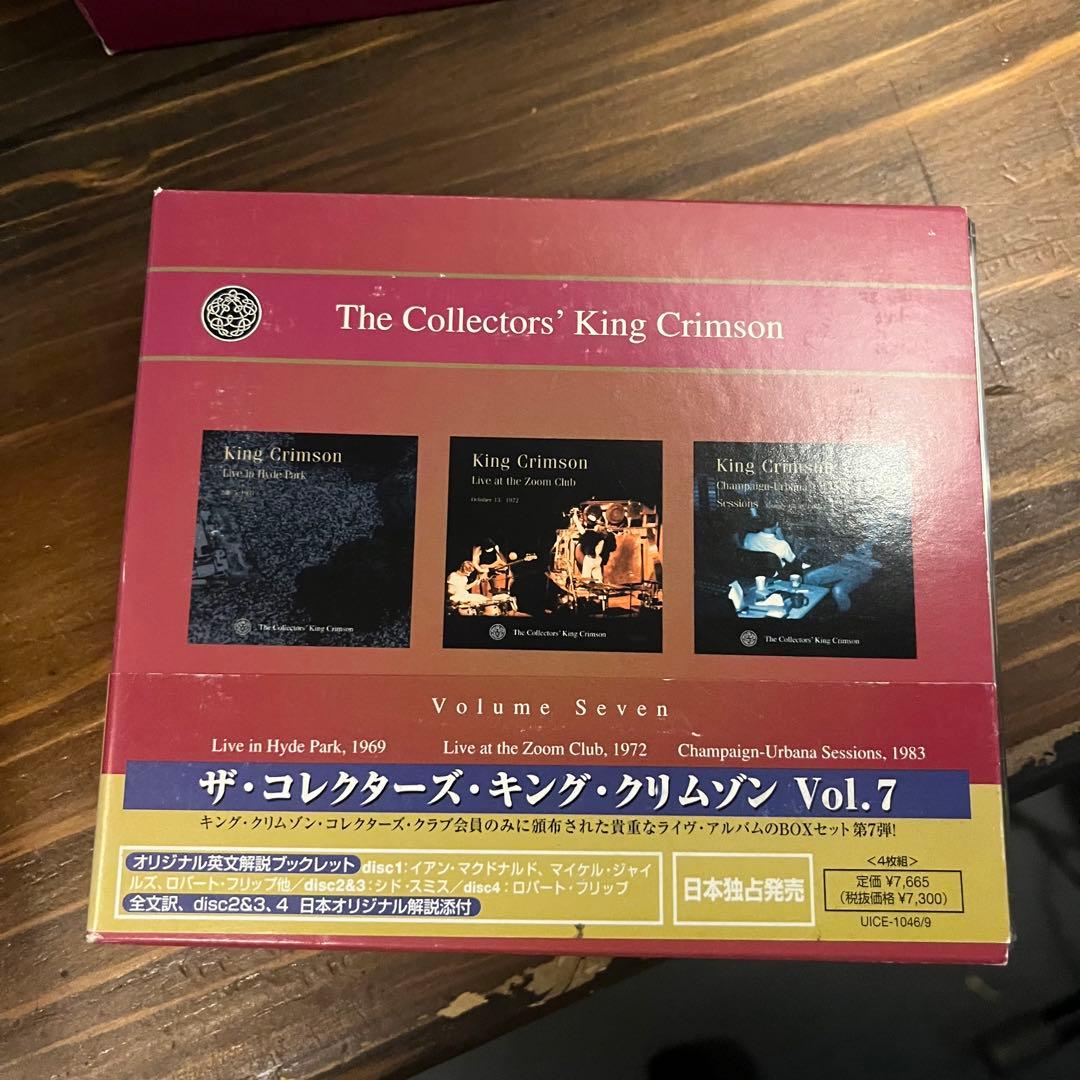 The Collectors' King Crimson
King Crimson
Live in Hyde Park
The Collectors' King Crimson
King Crimson
Live at the Zoom Club
October 13, 1972
The Collectors' King Crimson
King Crimson
Champaign-Urbana
Sessions
The Collectors' King Crimson
Volume Seven
Live in Hyde Park, 1969
Live at the Zoom Club, 1972
Champaign-Urbana Sessions, 1983
ザ・コレクターズ・キング・クリムゾン Vol.7
キング・クリムゾン・コレクターズ・クラブ会員のみに頒布された貴重なライヴ・アルバムのBOXセット第7弾!
オリジナル英文解説ブックレット disc1:イアン・マクドナルド、マイケル・ジャイ
ルズ、ロバート・フリップ他/disc2&3:シド・スミス/disc4:ロバート・フリップ
全文訳、disc2&3、4 日本オリジナル解説添付
日本独占発売
<4枚組>
定価 ¥7,665
(税抜価格 ¥7,300)
UICE-1046/9